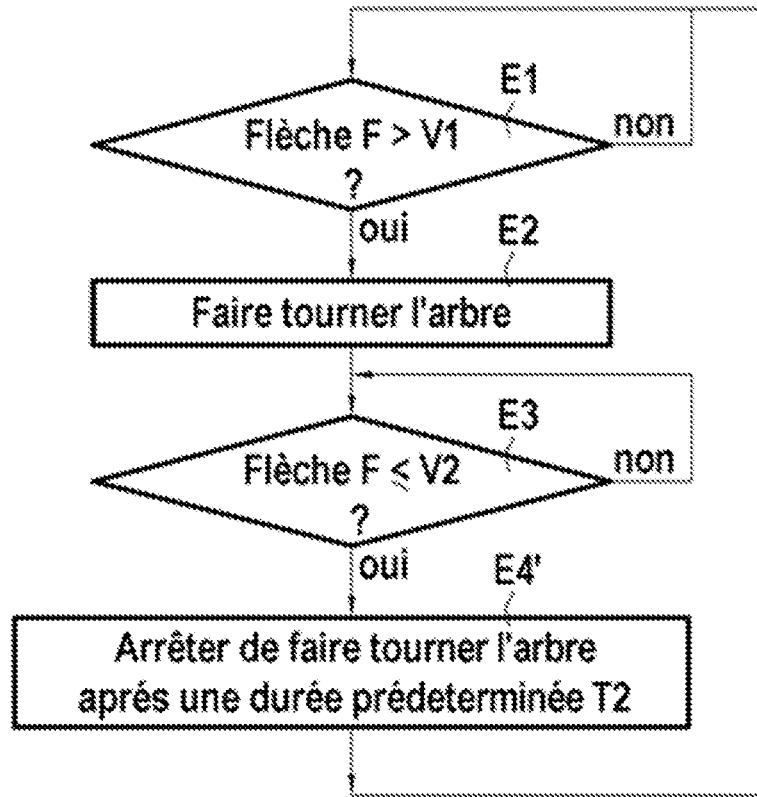 E1
Flèche F > V1
non
?
oui
E2
Faire tourner l'arbre
E3
Flèche F ≤ V2
non
?
oui
E4'
Arrêter de faire tourner l'arbre
aprés une durée prédeterminée T2